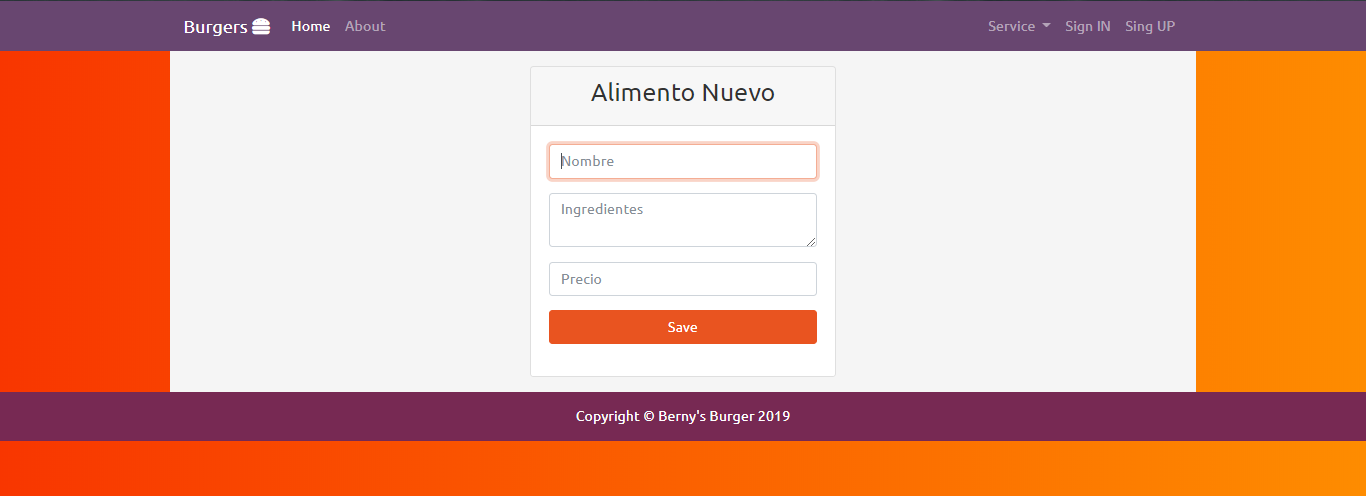 Burgers Home About Service Sign IN Sing UP
Alimento Nuevo
Nombre
Ingredientes
Precio
Save
Copyright © Berny's Burger 2019